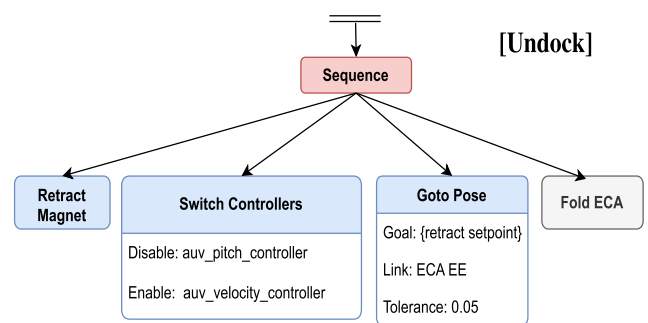 [Undock]
Sequence
Retract
Magnet
Switch Controllers
Disable: auv_pitch_controller
Enable: auv_velocity_controller
Goto Pose
Goal: {retract setpoint}
Link: ECA EE
Tolerance: 0.05
Fold ECA